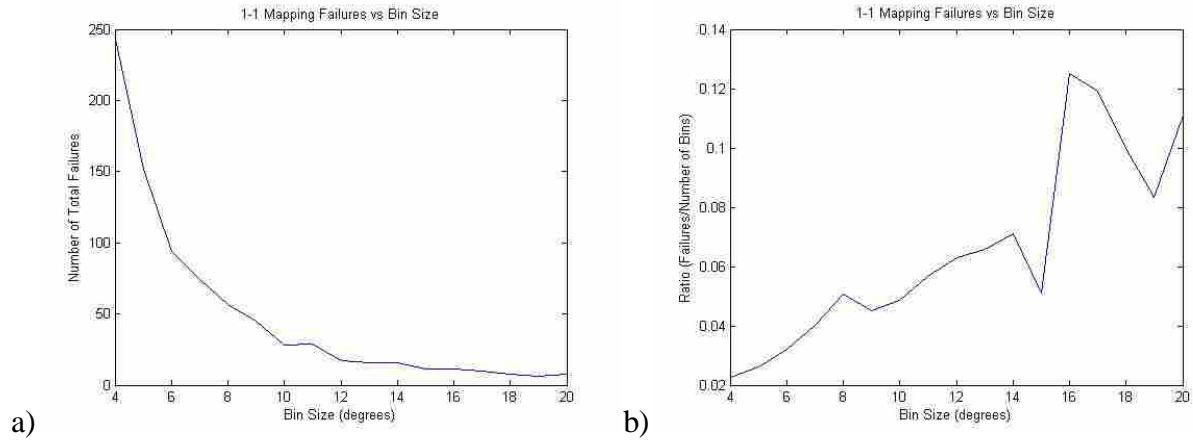 1-1 Mapping Failures vs Bin Size
250
200
150
100
50
0
Number of Total Failures
4 6 8 10 12 14 16 18 20
Bin Size (degrees)
a)
1-1 Mapping Failures vs Bin Size
0.14
0.12
0.1
0.08
0.06
0.04
0.02
Ratio (Failures/Number of Bins)
4 6 8 10 12 14 16 18 20
Bin Size (degrees)
b)